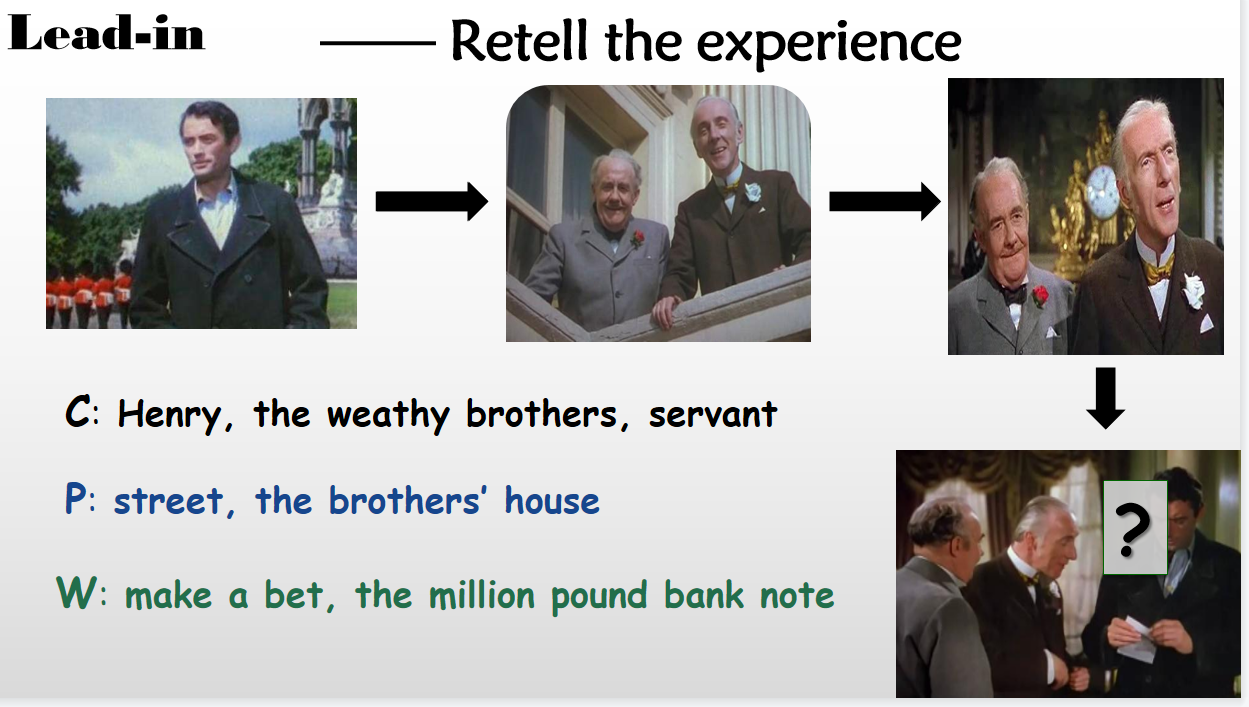 Lead-in
—— Retell the experience
C: Henry, the weathy brothers, servant
P: street, the brothers’ house
?
W: make a bet, the million pound bank note